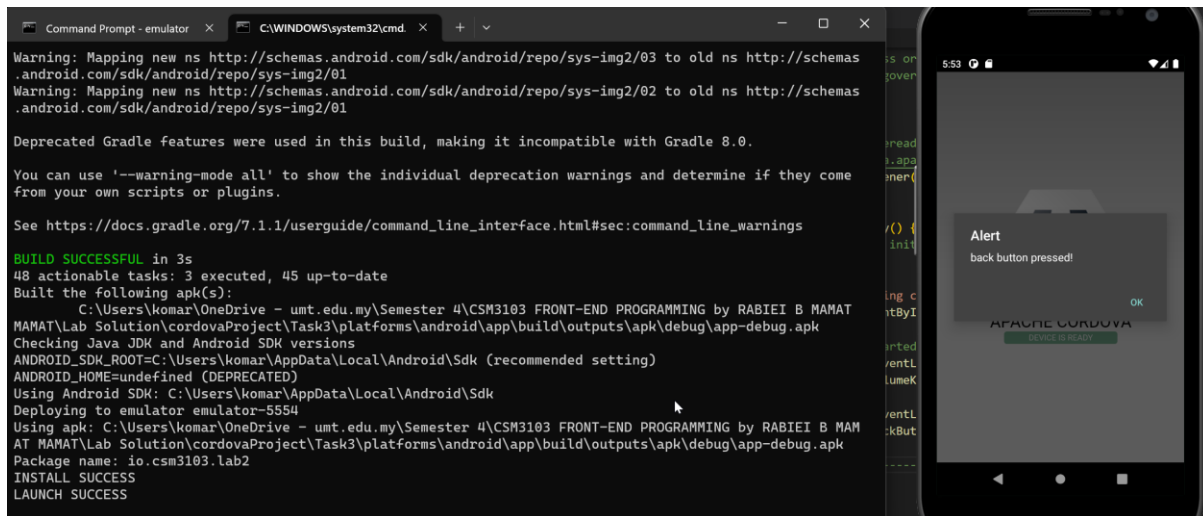 Command Prompt - emulator
C:\WINDOWS\system32\cmd.
Warning: Mapping new ns http://schemas.android.com/sdk/android/repo/sys-img2/03 to old ns http://schemas
.android.com/sdk/android/repo/sys-img2/01
Warning: Mapping new ns http://schemas.android.com/sdk/android/repo/sys-img2/02 to old ns http://schemas
.android.com/sdk/android/repo/sys-img2/01
Deprecated Gradle features were used in this build, making it incompatible with Gradle 8.0.
You can use '--warning-mode all' to show the individual deprecation warnings and determine if they come
from your own scripts or plugins.
See https://docs.gradle.org/7.1.1/userguide/command_line_interface.html#sec:command_line_warnings
BUILD SUCCESSFUL in 3s
48 actionable tasks: 3 executed, 45 up-to-date
Built the following apk(s):
C:\Users\komar\OneDrive - umt.edu.my\Semester 4\CSM3103 FRONT-END PROGRAMMING by RABIEI B MAMAT
MAMAT\Lab Solution\cordovaProject\Task3\platforms\android\app\build\outputs\apk\debug\app-debug.apk
Checking Java JDK and Android SDK versions
ANDROID_SDK_ROOT=C:\Users\komar\AppData\Local\Android\Sdk (recommended setting)
ANDROID_HOME=undefined (DEPRECATED)
Using Android SDK: C:\Users\komar\AppData\Local\Android\Sdk
Deploying to emulator emulator-5554
Using apk: C:\Users\komar\OneDrive - umt.edu.my\Semester 4\CSM3103 FRONT-END PROGRAMMING by RABIEI B MAM
AT MAMAT\Lab Solution\cordovaProject\Task3\platforms\android\app\build\outputs\apk\debug\app-debug.apk
Package name: io.csm3103.lab2
INSTALL SUCCESS
LAUNCH SUCCESS
5:53
Alert
back button pressed!
OK
APACHE CORDOVA
DEVICE IS READY